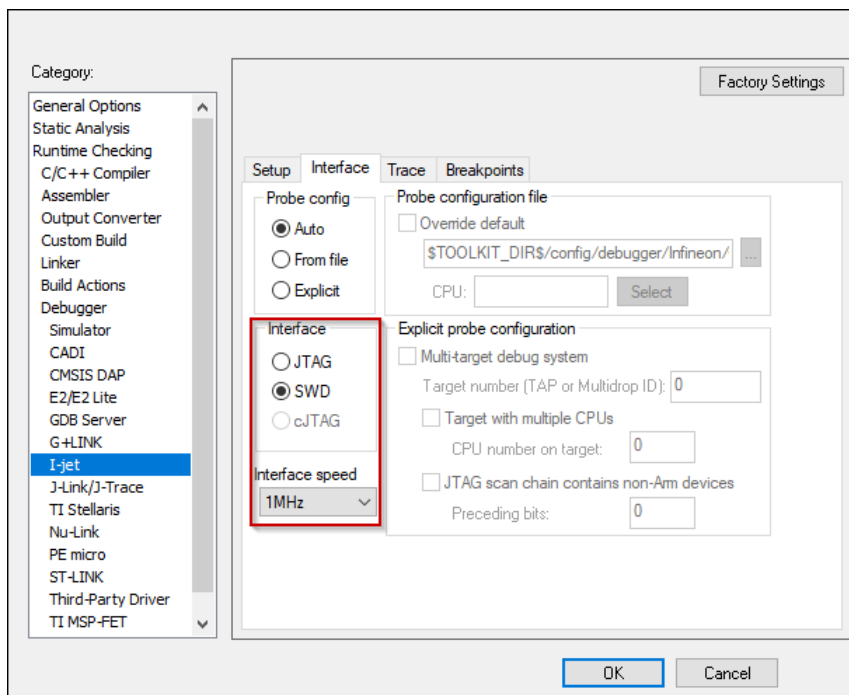 Category:
General Options
Static Analysis
Runtime Checking
C/C++ Compiler
Assembler
Output Converter
Custom Build
Linker
Build Actions
Debugger
Simulator
CADI
CMSIS DAP
E2/E2 Lite
GDB Server
G+LINK
I-jet
J-Link/J-Trace
TI Stellaris
Nu-Link
PE micro
ST-LINK
Third-Party Driver
TI MSP-FET
Factory Settings
Setup Interface Trace Breakpoints
Probe config
Auto
From file
Explicit
Probe configuration file
Override default
$TOOLKIT_DIR$/config/debugger/Infineon/ ...
CPU: Select
Interface
JTAG
SWD
cJTAG
Interface speed
1MHz
Explicit probe configuration
Multi-target debug system
Target number (TAP or Multidrop ID): 0
Target with multiple CPUs
CPU number on target: 0
JTAG scan chain contains non-Arm devices
Preceding bits: 0
OK Cancel